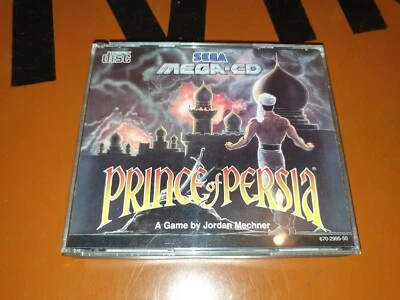 disc
SEGA
MEGA-CD
PRINCE of PERSIA
A Game by Jordan Mechner
670-2995-50